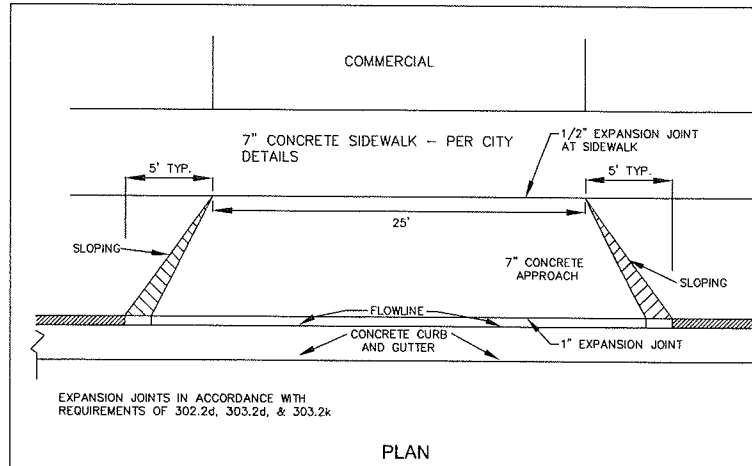 COMMERCIAL
7" CONCRETE SIDEWALK – PER CITY
DETAILS
1/2" EXPANSION JOINT
AT SIDEWALK
5' TYP.
5' TYP.
25'
SLOPING
7" CONCRETE
APPROACH
SLOPING
FLOWLINE
CONCRETE CURB
AND GUTTER
1" EXPANSION JOINT
EXPANSION JOINTS IN ACCORDANCE WITH
REQUIREMENTS OF 302.2d, 303.2d, & 303.2k
PLAN